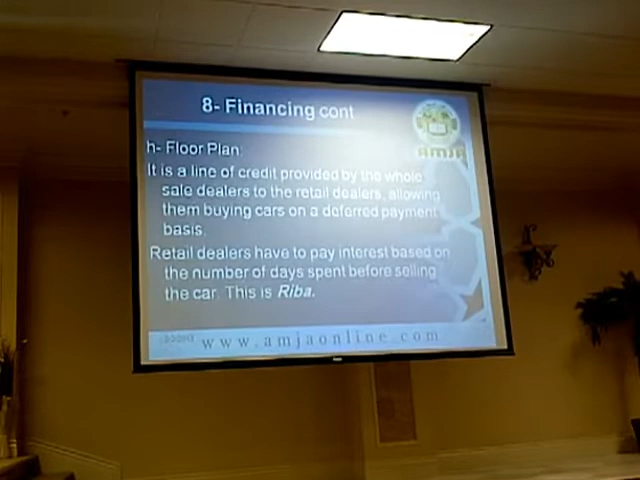 8- Financing cont
amja
h- Floor Plan:
It is a line of credit provided by the whole
sale dealers to the retail dealers, allowing
them buying cars on a deferred payment
basis.
Retail dealers have to pay interest based on
the number of days spent before selling
the car. This is Riba.
www.amjaonline.com